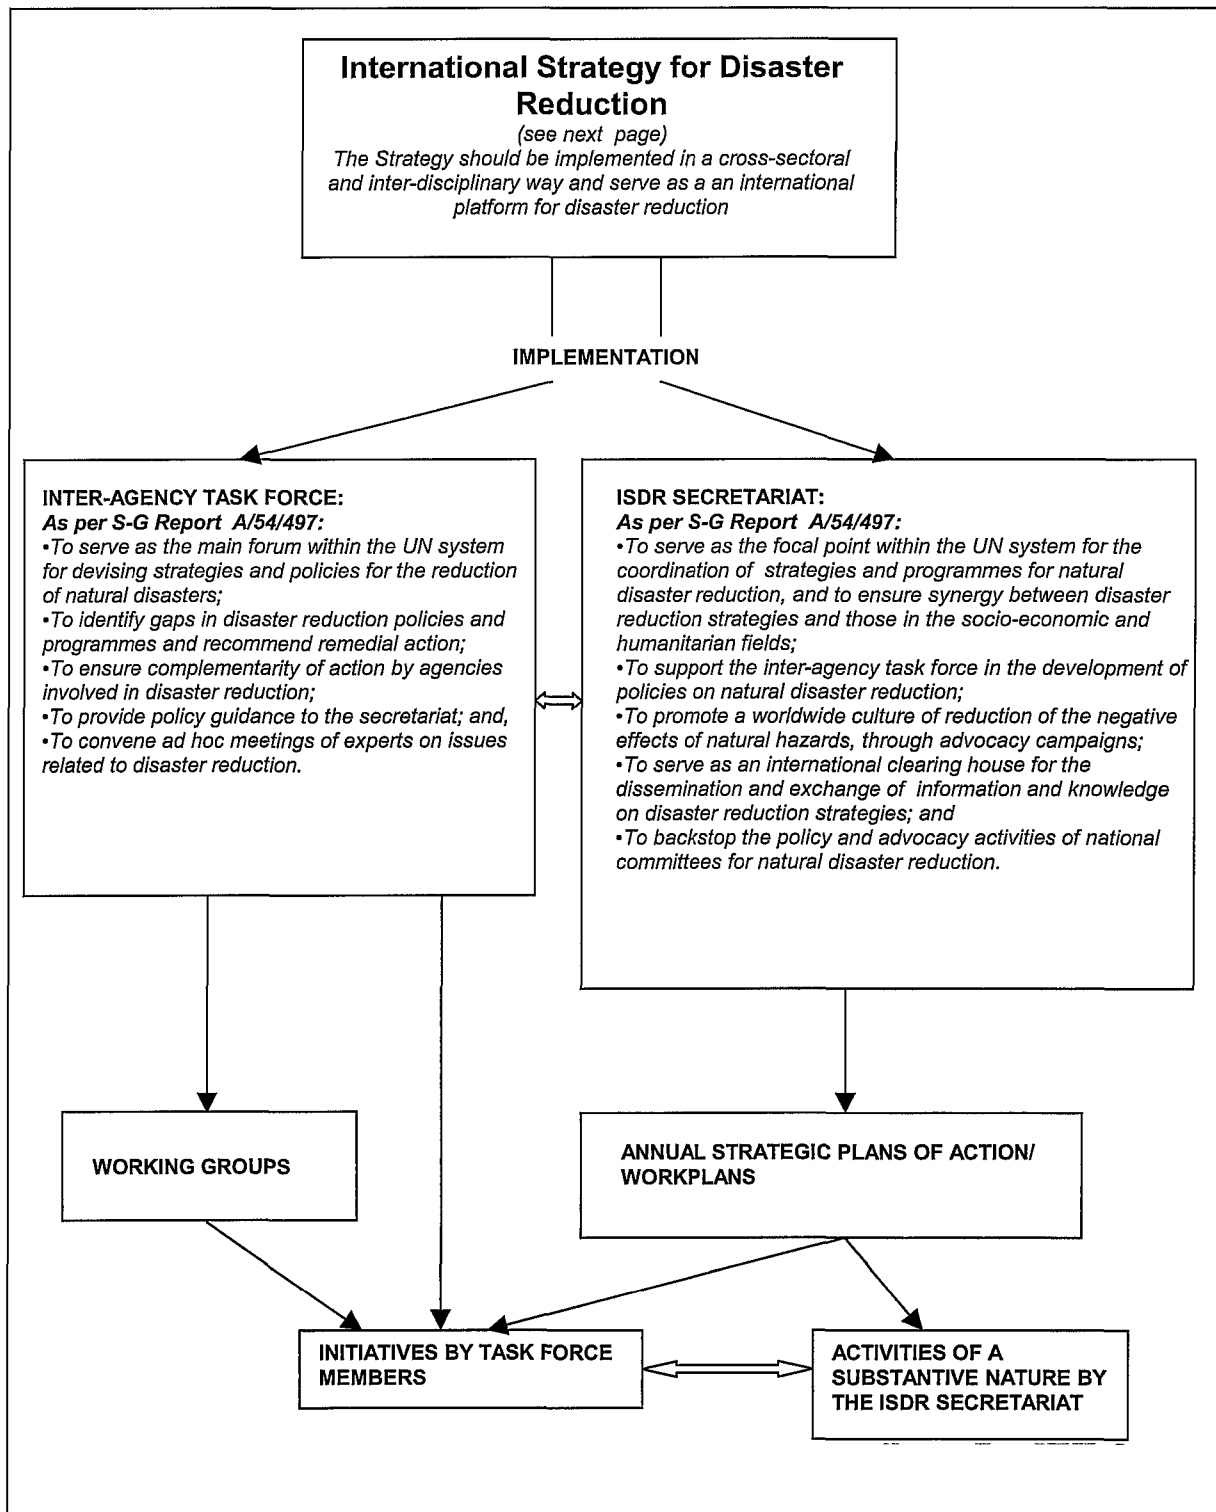 International Strategy for Disaster
Reduction
(see next page)
The Strategy should be implemented in a cross-sectoral
and inter-disciplinary way and serve as a an international
platform for disaster reduction
IMPLEMENTATION
INTER-AGENCY TASK FORCE:
As per S-G Report A/54/497:
•To serve as the main forum within the UN system
for devising strategies and policies for the reduction
of natural disasters;
•To identify gaps in disaster reduction policies and
programmes and recommend remedial action;
•To ensure complementarity of action by agencies
involved in disaster reduction;
•To provide policy guidance to the secretariat; and,
•To convene ad hoc meetings of experts on issues
related to disaster reduction.
ISDR SECRETARIAT:
As per S-G Report A/54/497:
•To serve as the focal point within the UN system for the
coordination of strategies and programmes for natural
disaster reduction, and to ensure synergy between disaster
reduction strategies and those in the socio-economic and
humanitarian fields;
•To support the inter-agency task force in the development of
policies on natural disaster reduction;
•To promote a worldwide culture of reduction of the negative
effects of natural hazards, through advocacy campaigns;
•To serve as an international clearing house for the
dissemination and exchange of information and knowledge
on disaster reduction strategies; and
•To backstop the policy and advocacy activities of national
committees for natural disaster reduction.
WORKING GROUPS
ANNUAL STRATEGIC PLANS OF ACTION/
WORKPLANS
INITIATIVES BY TASK FORCE
MEMBERS
ACTIVITIES OF A
SUBSTANTIVE NATURE BY
THE ISDR SECRETARIAT